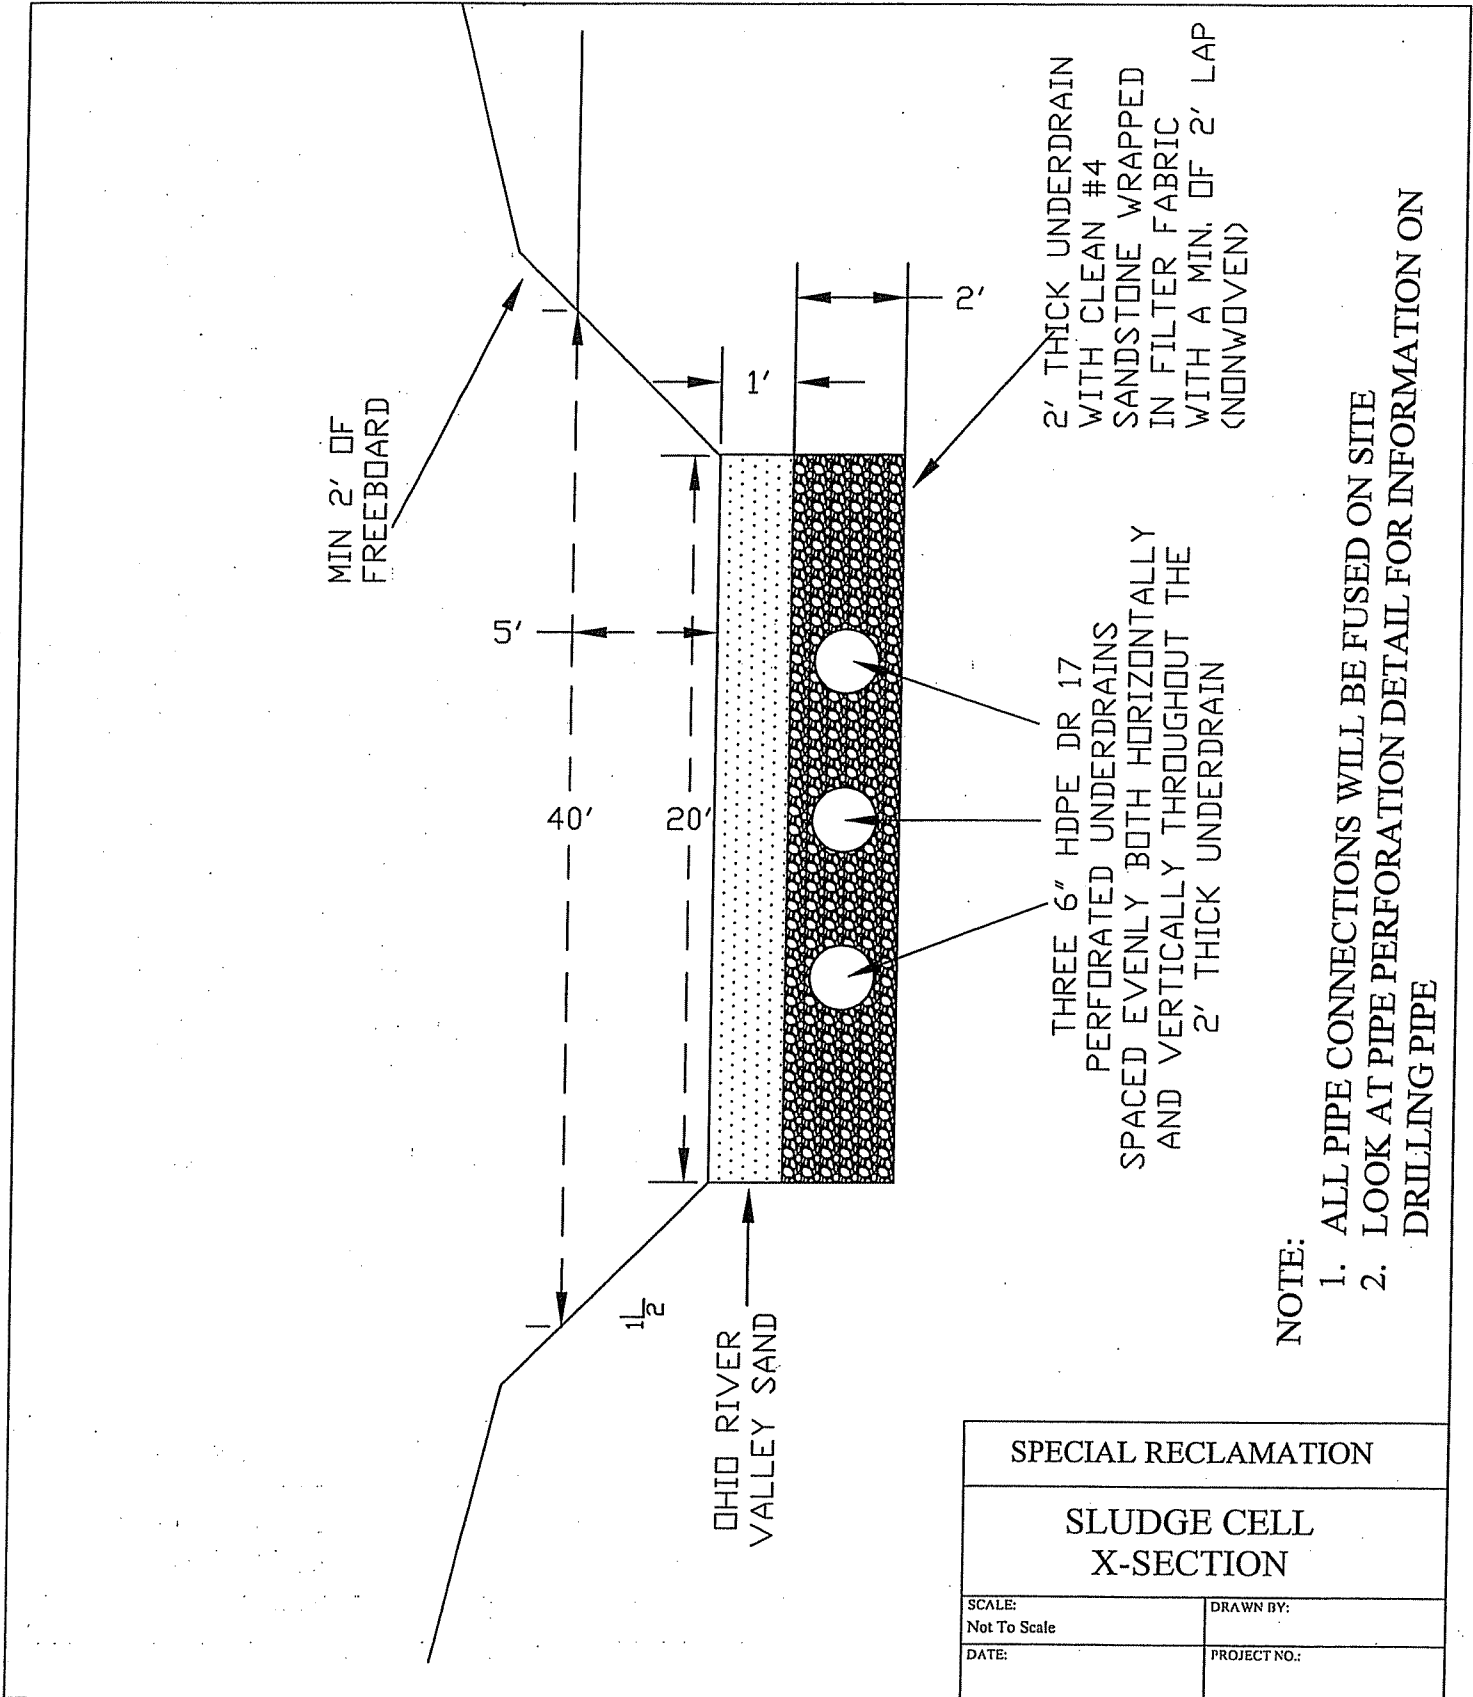 MIN 2' OF
FREEBOARD
5'
40'
20'
1'
2'
1
2
1
OHIO RIVER
VALLEY SAND
2' THICK UNDERDRAIN
WITH CLEAN #4
SANDSTONE WRAPPED
IN FILTER FABRIC
WITH A MIN. OF 2' LAP
(NONWOVEN)
THREE 6" HDPE DR 17
PERFORATED UNDERDRAINS
SPACED EVENLY BOTH HORIZONTALLY
AND VERTICALLY THROUGHOUT THE
2' THICK UNDERDRAIN
NOTE:
1. ALL PIPE CONNECTIONS WILL BE FUSED ON SITE
2. LOOK AT PIPE PERFORATION DETAIL FOR INFORMATION ON
DRILLING PIPE
SPECIAL RECLAMATION
SLUDGE CELL
X-SECTION
SCALE:
Not To Scale
DRAWN BY:
DATE:
PROJECT NO.: